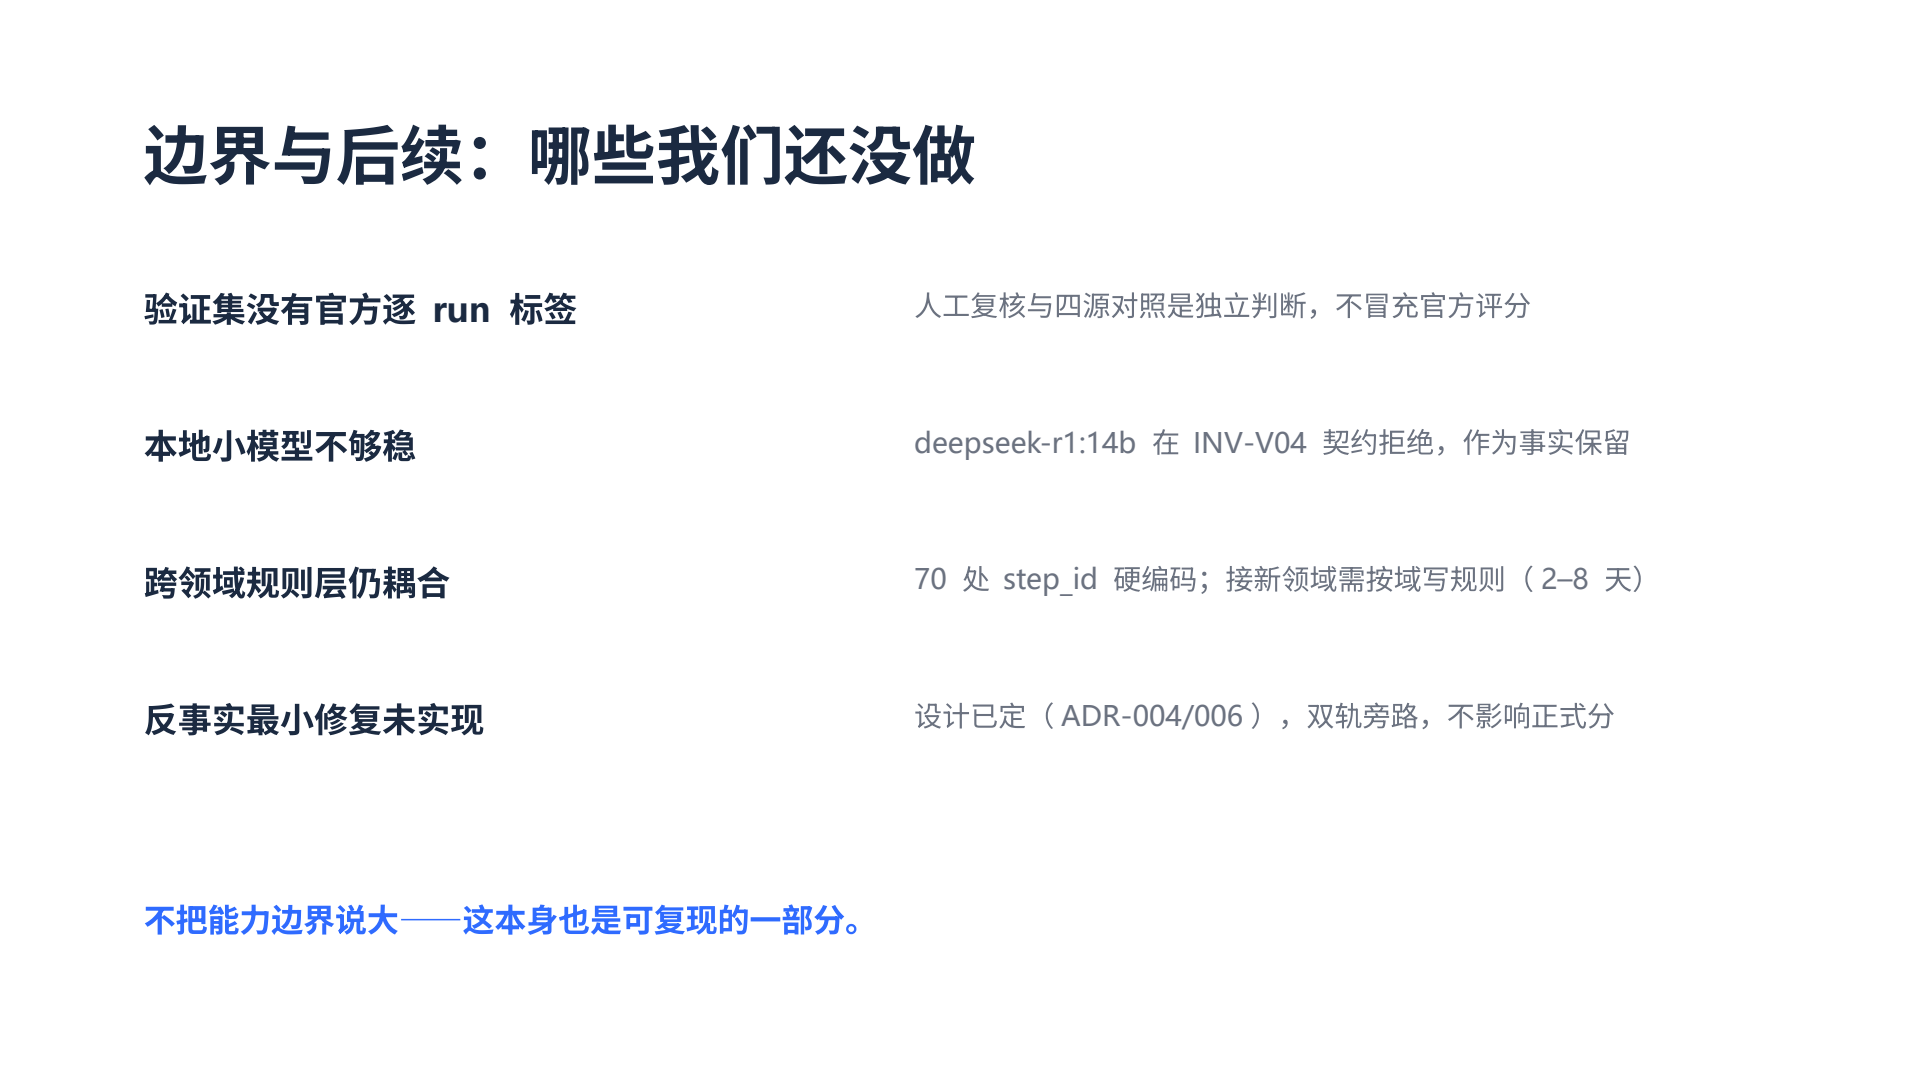 边界与后续：哪些我们还没做
验证集没有官方逐 run 标签
人工复核与四源对照是独立判断，不冒充官方评分
本地小模型不够稳
deepseek-r1:14b 在 INV-V04 契约拒绝，作为事实保留
跨领域规则层仍耦合
70 处 step_id 硬编码；接新领域需按域写规则（2–8 天）
反事实最小修复未实现
设计已定（ADR-004/006），双轨旁路，不影响正式分
不把能力边界说大——这本身也是可复现的一部分。